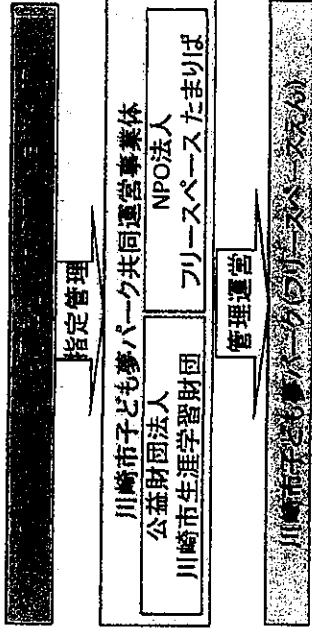 指定管理
川崎市子ども夢パーク共同運営事業体
公益財団法人
川崎市生涯学習財団
NPO法人
フリースペースたまりば
管理運営
川崎市子ども夢パーク(フリースペースえん)